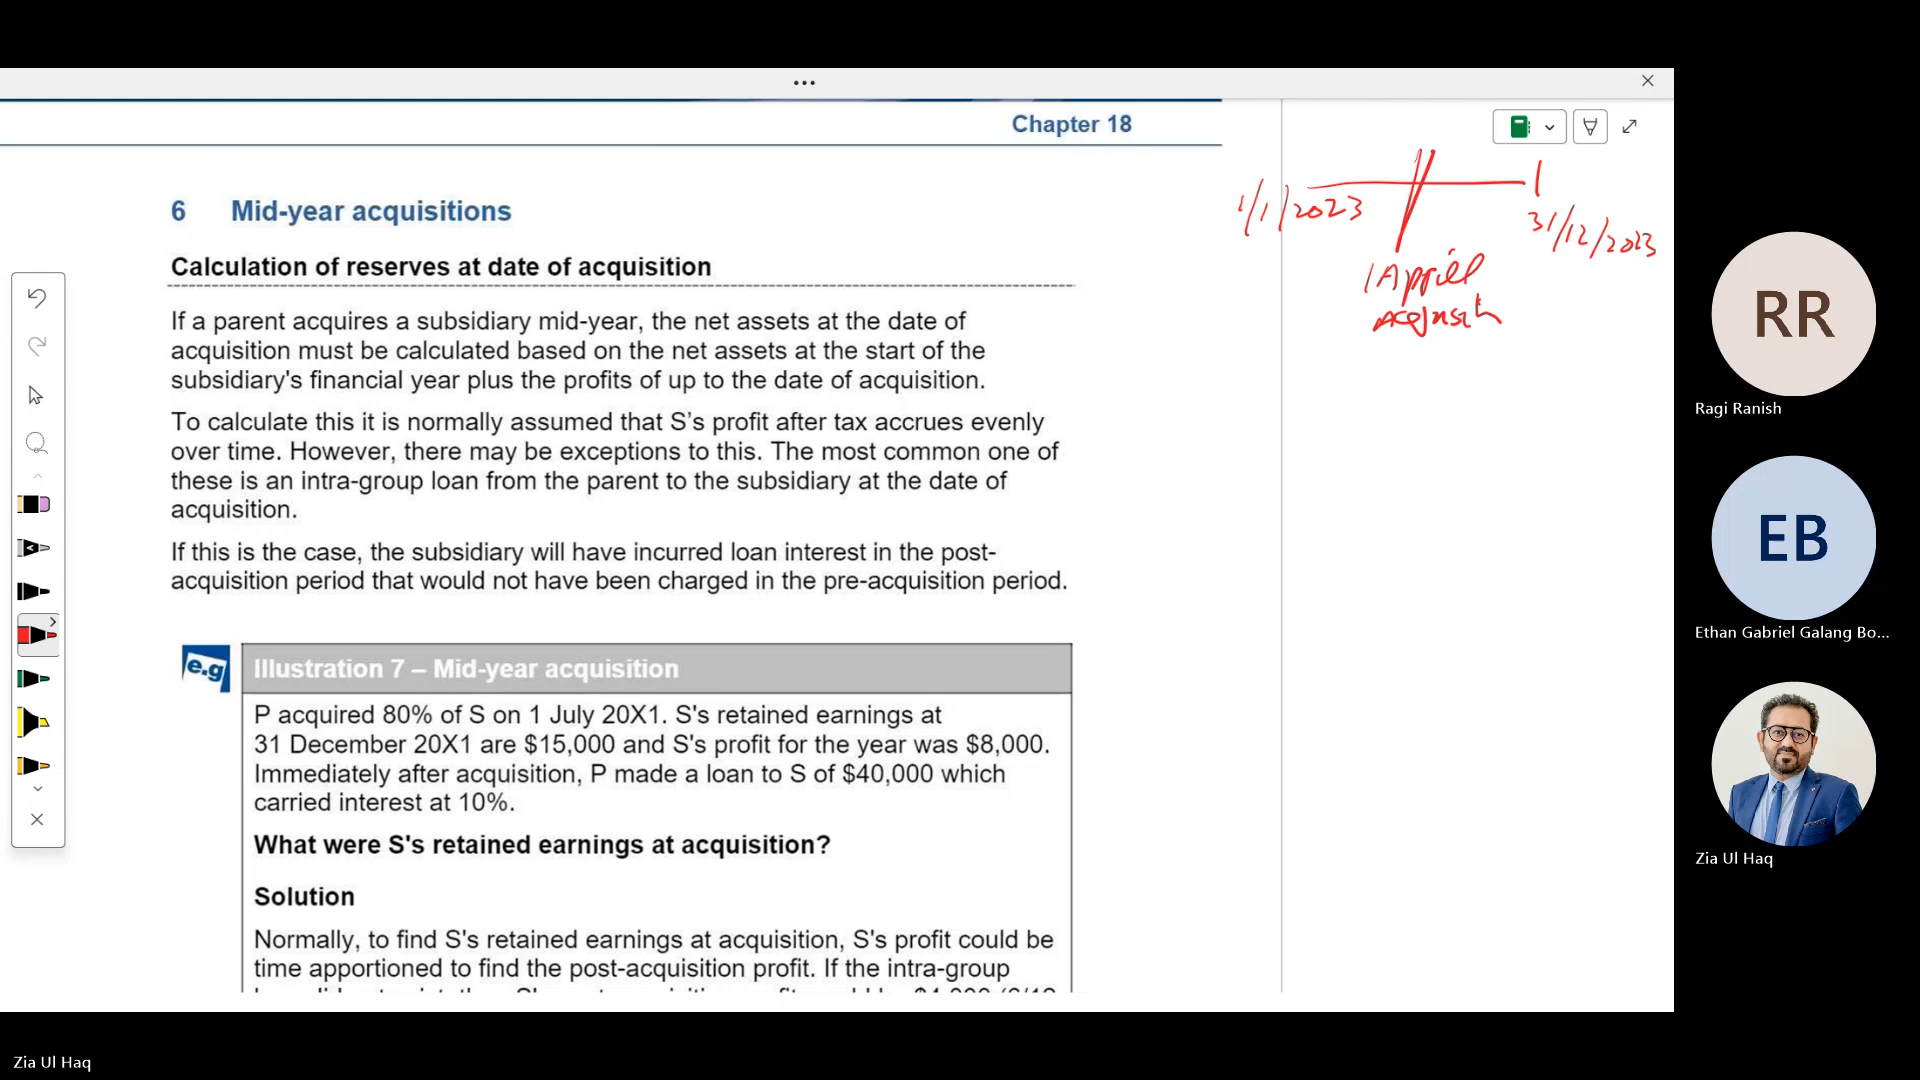 Chapter 18
6 Mid-year acquisitions
Calculation of reserves at date of acquisition
If a parent acquires a subsidiary mid-year, the net assets at the date of
acquisition must be calculated based on the net assets at the start of the
subsidiary's financial year plus the profits of up to the date of acquisition.
To calculate this it is normally assumed that S's profit after tax accrues evenly
over time. However, there may be exceptions to this. The most common one of
these is an intra-group loan from the parent to the subsidiary at the date of
acquisition.
If this is the case, the subsidiary will have incurred loan interest in the post-
acquisition period that would not have been charged in the pre-acquisition period.
e.g
Illustration 7 – Mid-year acquisition
P acquired 80% of S on 1 July 20X1. S's retained earnings at
31 December 20X1 are $15,000 and S's profit for the year was $8,000.
Immediately after acquisition, P made a loan to S of $40,000 which
carried interest at 10%.
What were S's retained earnings at acquisition?
Solution
Normally, to find S's retained earnings at acquisition, S's profit could be
time apportioned to find the post-acquisition profit. If the intra-group
1/1/2023
31/12/2023
1 Aprill
RR
Ragi Ranish
EB
Ethan Gabriel Galang Bo...
Zia Ul Haq
Zia Ul Haq